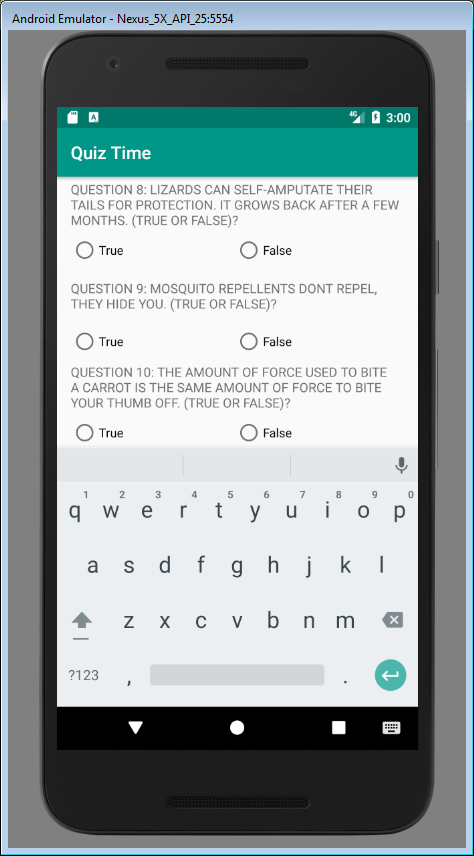 Android Emulator - Nexus_5X_API_25:5554
A 4G 3:00
Quiz Time
QUESTION 8: LIZARDS CAN SELF-AMPUTATE THEIR
TAILS FOR PROTECTION. IT GROWS BACK AFTER A FEW
MONTHS. (TRUE OR FALSE)?
True False
QUESTION 9: MOSQUITO REPELLENTS DONT REPEL,
THEY HIDE YOU. (TRUE OR FALSE)?
True False
QUESTION 10: THE AMOUNT OF FORCE USED TO BITE
A CARROT IS THE SAME AMOUNT OF FORCE TO BITE
YOUR THUMB OFF. (TRUE OR FALSE)?
True False
1 2 3 4 5 6 7 8 9 0
q w e r t y u i o p
a s d f g h j k l
z x c v b n m
?123 , .